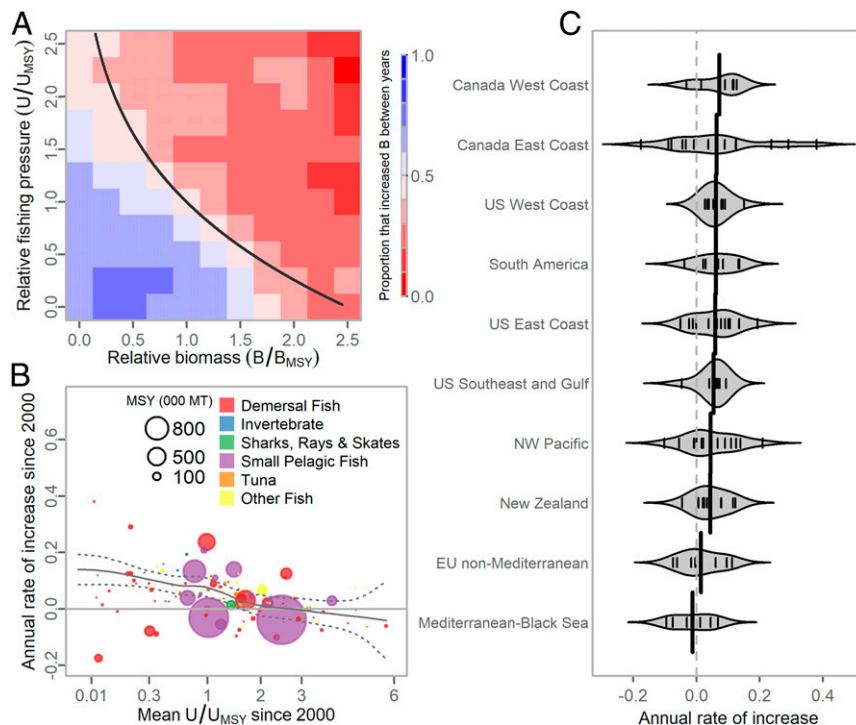 A
Relative fishing pressure (U/UMSY)
2.5
2.0
1.5
1.0
0.5
0.0
0.0 0.5 1.0 1.5 2.0 2.5
Relative biomass (B/BMSY)
Proportion that increased B between years
1.0
0.5
0.0
B
Annual rate of increase since 2000
MSY (000 MT)
800
500
100
Demersal Fish
Invertebrate
Sharks, Rays & Skates
Small Pelagic Fish
Tuna
Other Fish
0.6
0.4
0.2
0.0
-0.2
0.01 0.3 1 2 3 6
Mean U/UMSY since 2000
C
Canada West Coast
Canada East Coast
US West Coast
South America
US East Coast
US Southeast and Gulf
NW Pacific
New Zealand
EU non-Mediterranean
Mediterranean-Black Sea
-0.2 0.0 0.2 0.4
Annual rate of increase